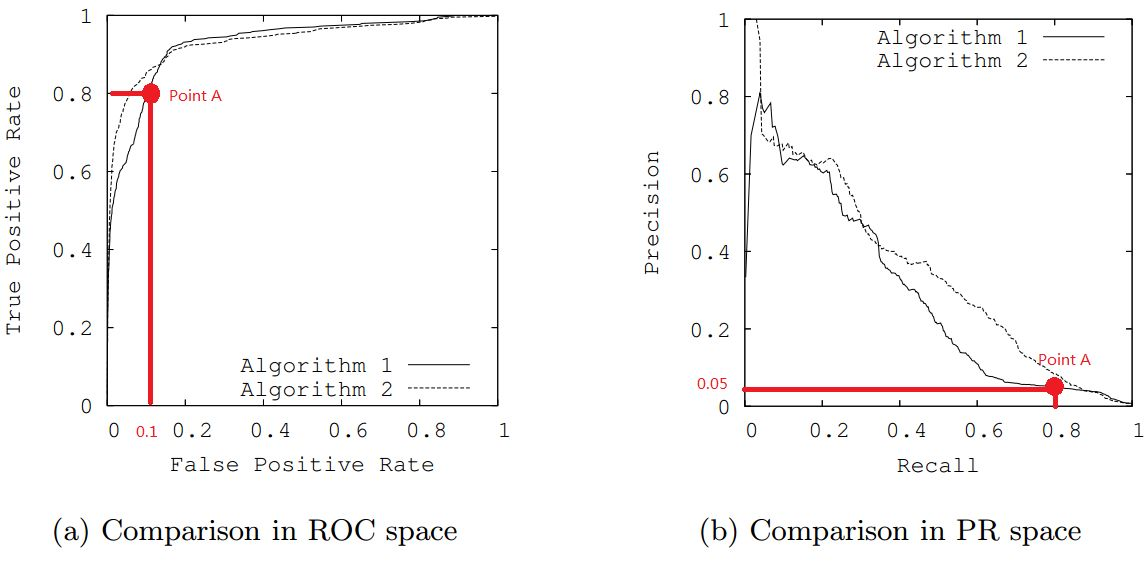 1
0.8
0.6
0.4
0.2
0
True Positive Rate
Point A
Algorithm 1
Algorithm 2
0 0.1 0.2 0.4 0.6 0.8 1
False Positive Rate
(a) Comparison in ROC space
Algorithm 1
Algorithm 2
1
0.8
0.6
0.4
0.2
0.05
0
Precision
Point A
0 0.2 0.4 0.6 0.8 1
Recall
(b) Comparison in PR space